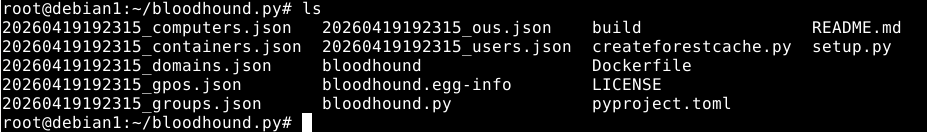 root@debian1:~/bloodhound.py# ls
20260419192315_computers.json   20260419192315_ous.json    build                 README.md
20260419192315_containers.json  20260419192315_users.json  createforestcache.py  setup.py
20260419192315_domains.json     bloodhound                 Dockerfile
20260419192315_gpos.json        bloodhound.egg-info        LICENSE
20260419192315_groups.json      bloodhound.py              pyproject.toml
root@debian1:~/bloodhound.py#